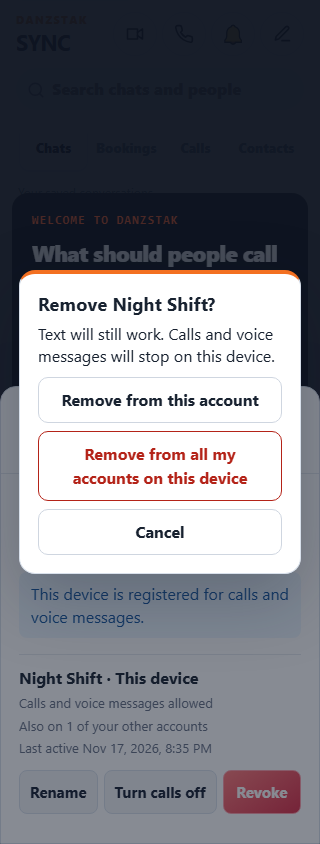 DANZSTAK
SYNC
Search chats and people
Chats
Bookings
Calls
Contacts
WELCOME TO DANZSTAK
What should people call
Remove Night Shift?
Text will still work. Calls and voice
messages will stop on this device.
Remove from this account
Remove from all my
accounts on this device
Cancel
This device is registered for calls and
voice messages.
Night Shift · This device
Calls and voice messages allowed
Also on 1 of your other accounts
Last active Nov 17, 2026, 8:35 PM
Rename
Turn calls off
Revoke